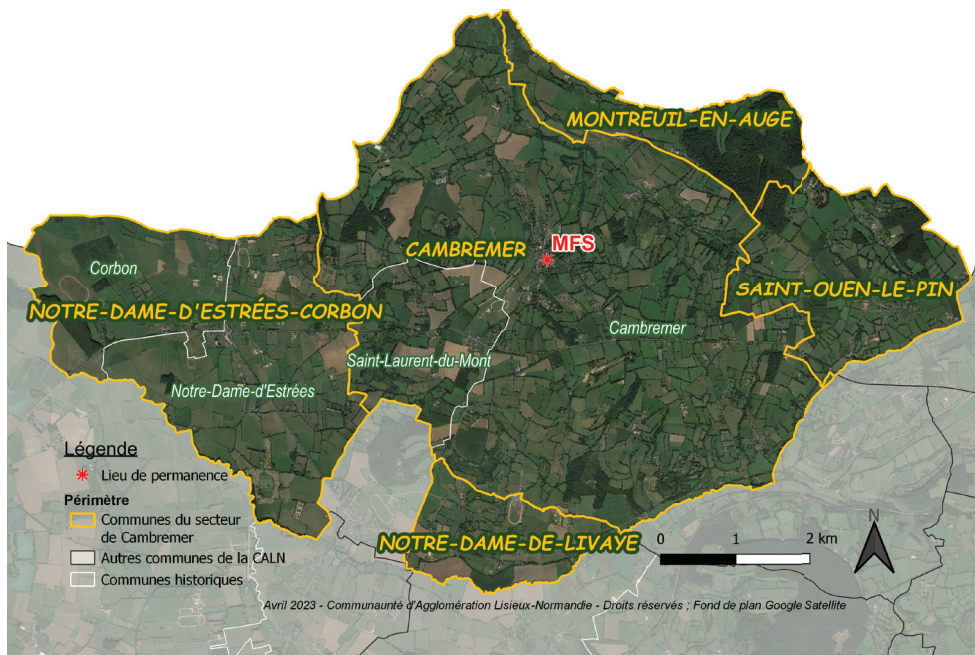 MONTREUIL-EN-AUGE
MFS
CAMBREMER
Corbon
SAINT-OUEN-LE-PIN
NOTRE-DAME-D'ESTRÉES-CORBON
Cambremer
Saint-Laurent-du-Mont
Notre-Dame-d'Estrées
Légende
Lieu de permanence
Périmètre
Communes du secteur
de Cambremer
Autres communes de la CALN
Communes historiques
NOTRE-DAME-DE-LIVAYE
0 1 2 km
N
Avril 2023 - Communaunté d'Agglomération Lisieux-Normandie - Droits réservés ; Fond de plan Google Satellite